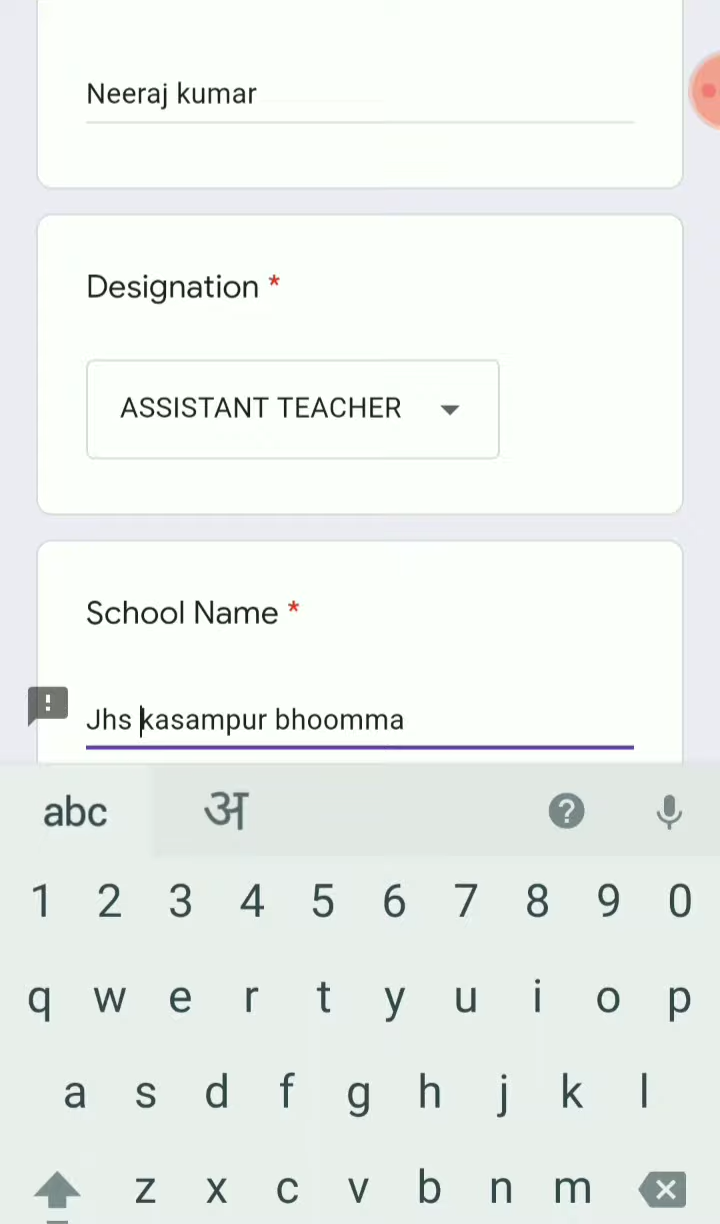 Neeraj kumar
Designation *
ASSISTANT TEACHER
School Name *
Jhs kasampur bhoomma
abc अ ?
1 2 3 4 5 6 7 8 9 0
q w e r t y u i o p
a s d f g h j k l
z x c v b n m